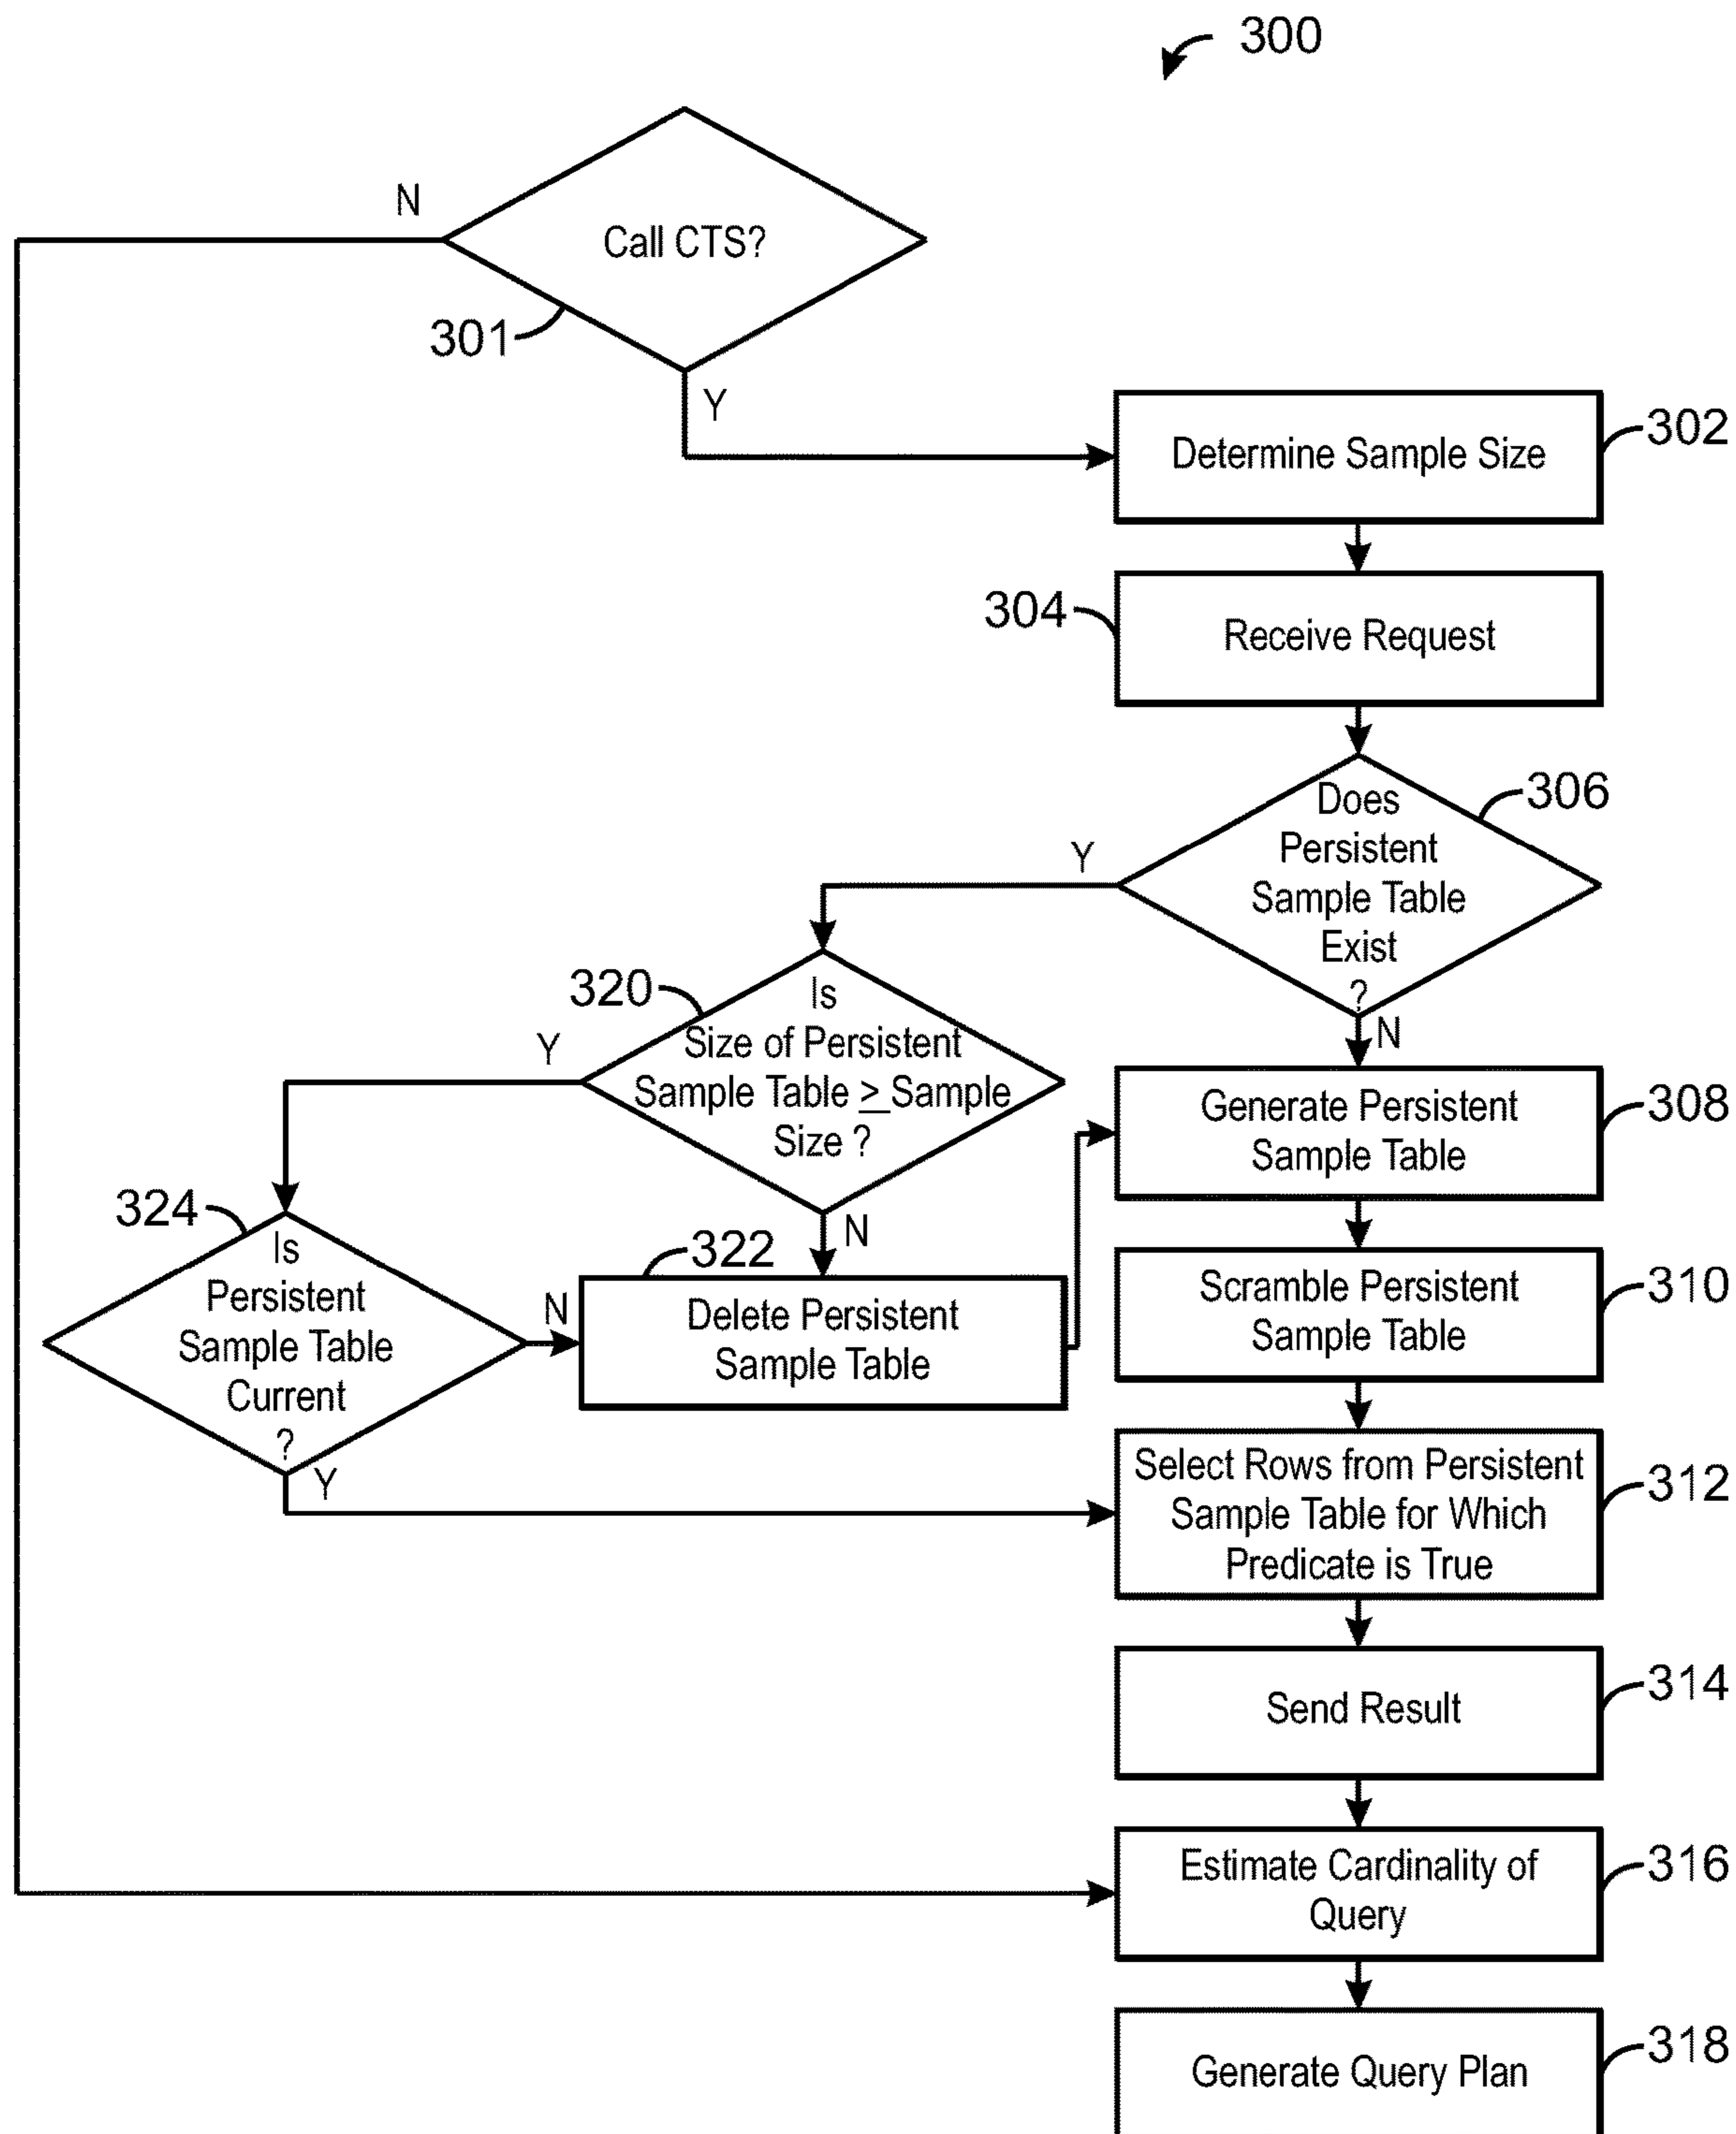 300
N
Call CTS?
301
Y
Determine Sample Size
302
304
Receive Request
306
Does
Persistent
Sample Table
Exist
?
Y
N
320
Is
Size of Persistent
Sample Table ≥ Sample
Size ?
Y
N
Generate Persistent
Sample Table
308
324
Is
Persistent
Sample Table
Current
?
N
Y
322
Delete Persistent
Sample Table
Scramble Persistent
Sample Table
310
Select Rows from Persistent
Sample Table for Which
Predicate is True
312
Send Result
314
Estimate Cardinality of
Query
316
Generate Query Plan
318